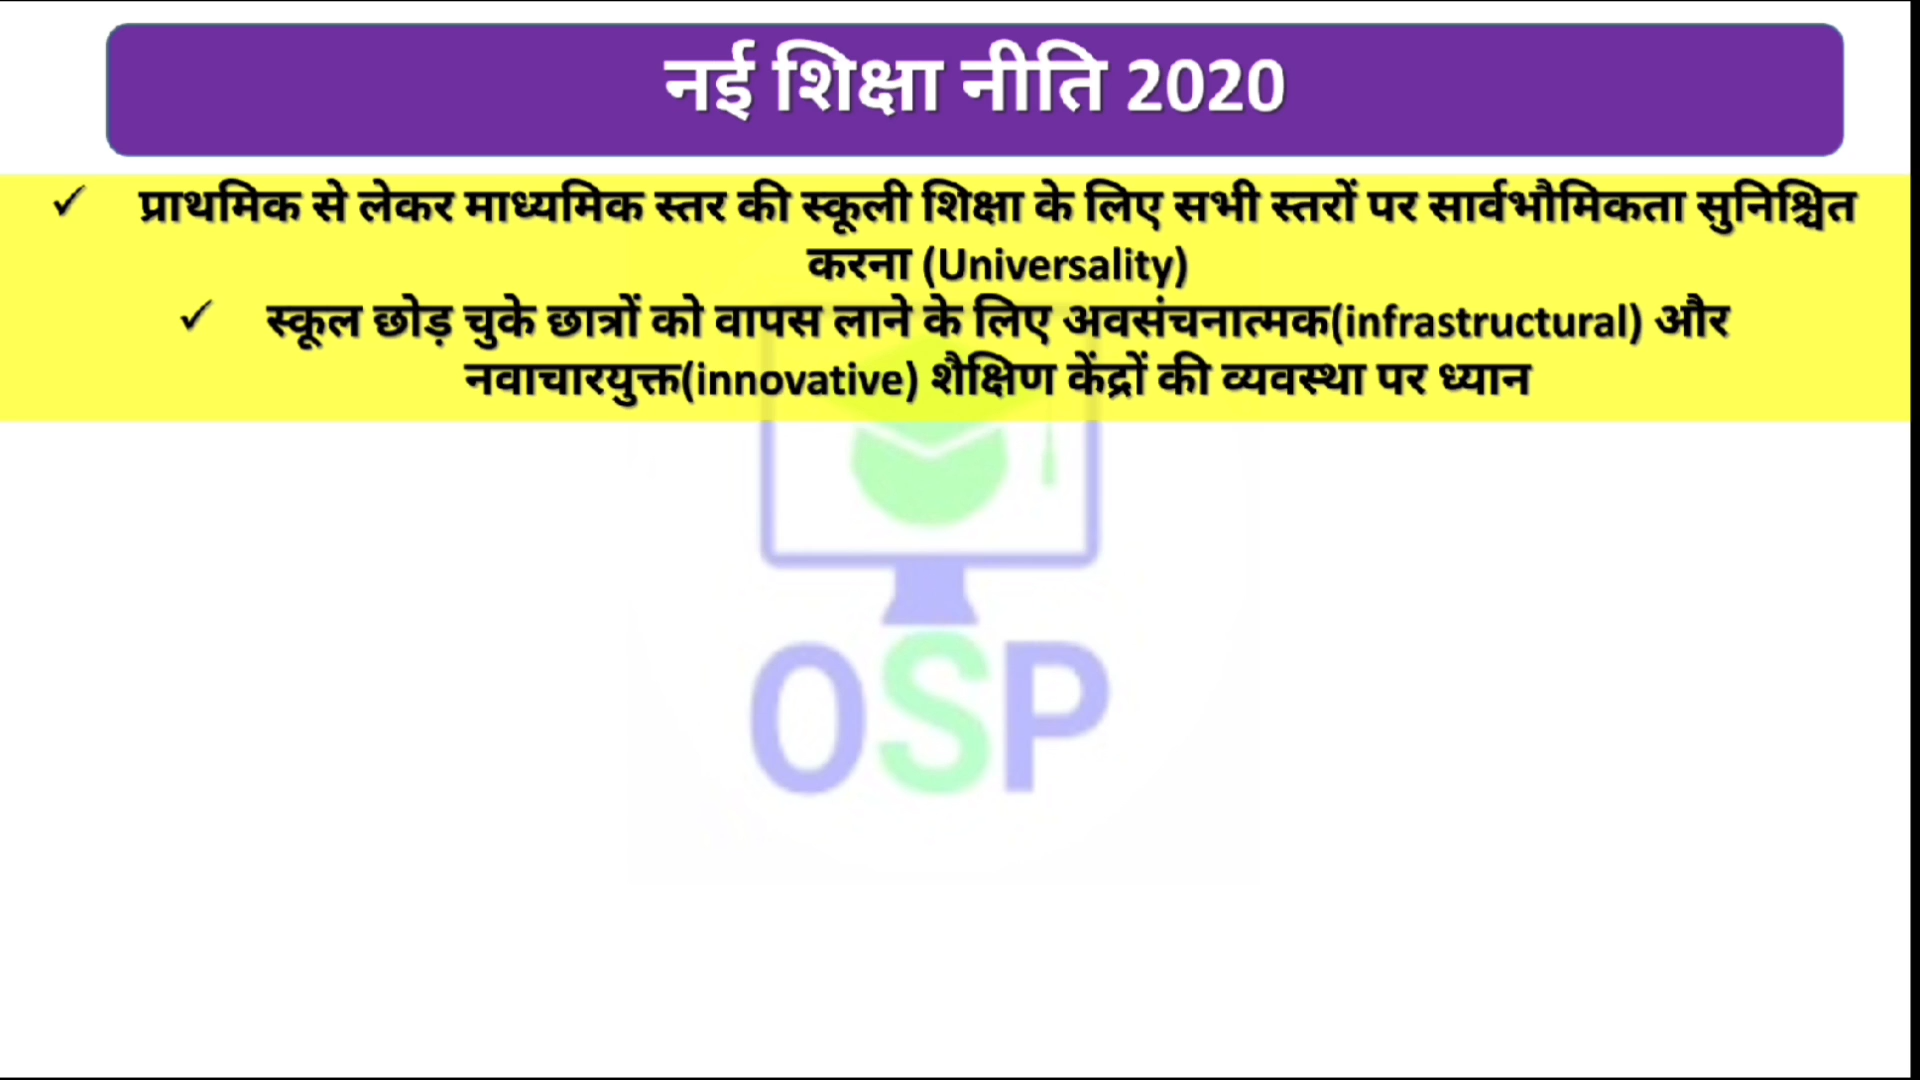 नई शिक्षा नीति 2020
✓ प्राथमिक से लेकर माध्यमिक स्तर की स्कूली शिक्षा के लिए सभी स्तरों पर सार्वभौमिकता सुनिश्चित
करना (Universality)
✓ स्कूल छोड़ चुके छात्रों को वापस लाने के लिए अवसंचनात्मक(infrastructural) और
नवाचारयुक्त(innovative) शैक्षिण केंद्रों की व्यवस्था पर ध्यान
OSP